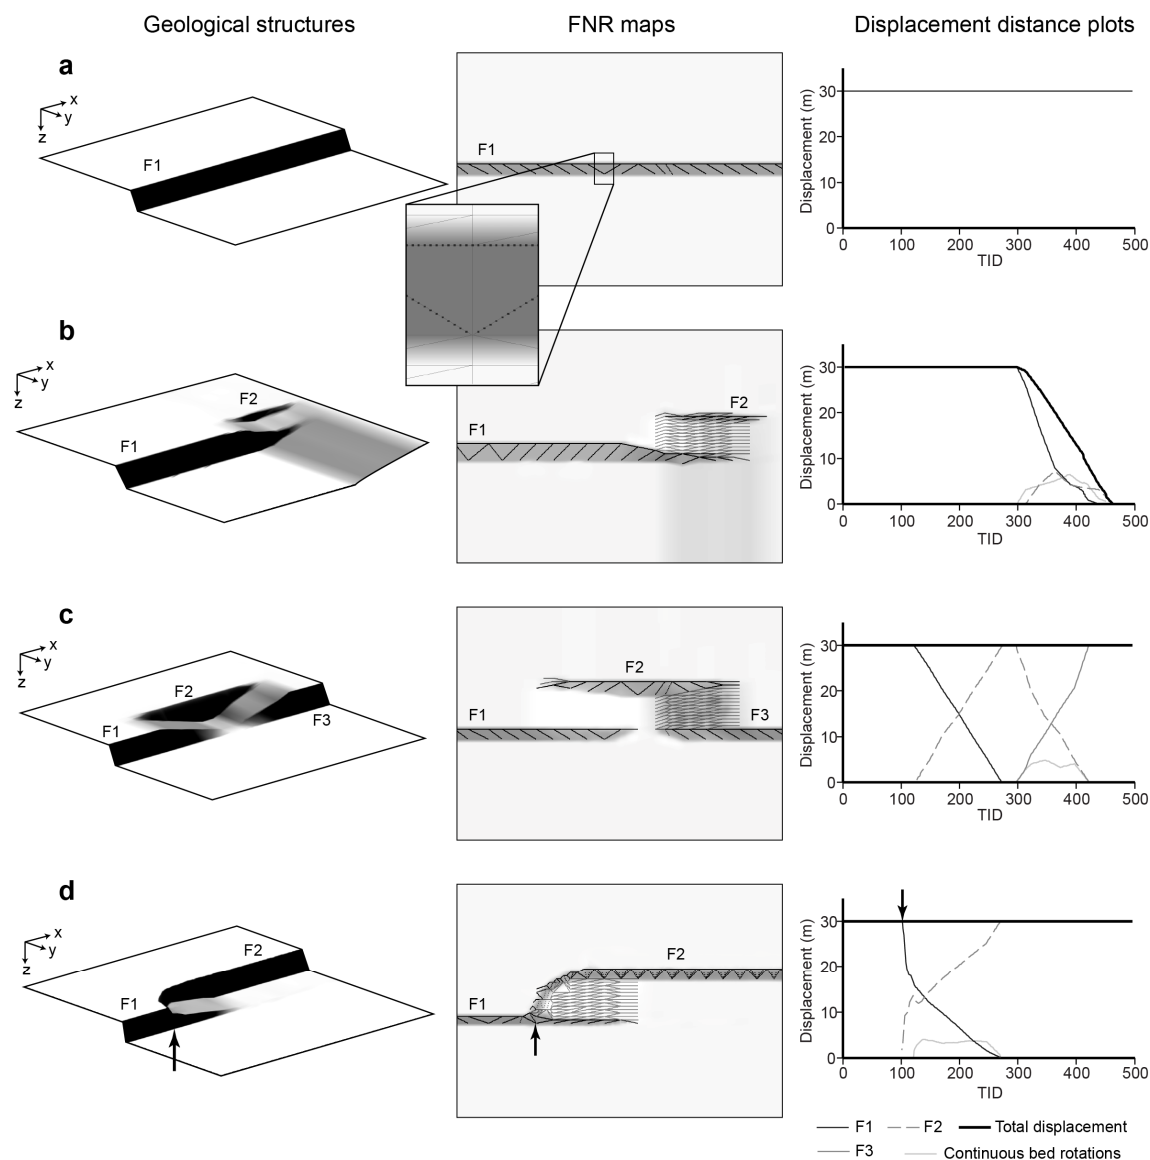 Geological structures
FNR maps
Displacement distance plots
a
x
y
z
F1
F1
Displacement (m)
30
20
10
0
0 100 200 300 400 500
TID
b
x
y
z
F2
F1
F1
F2
Displacement (m)
30
20
10
0
0 100 200 300 400 500
TID
c
x
y
z
F2
F1
F3
F2
F1
F3
Displacement (m)
30
20
10
0
0 100 200 300 400 500
TID
d
x
y
z
F2
F1
F2
F1
Displacement (m)
30
20
10
0
0 100 200 300 400 500
TID
F1 F2 Total displacement
F3 Continuous bed rotations